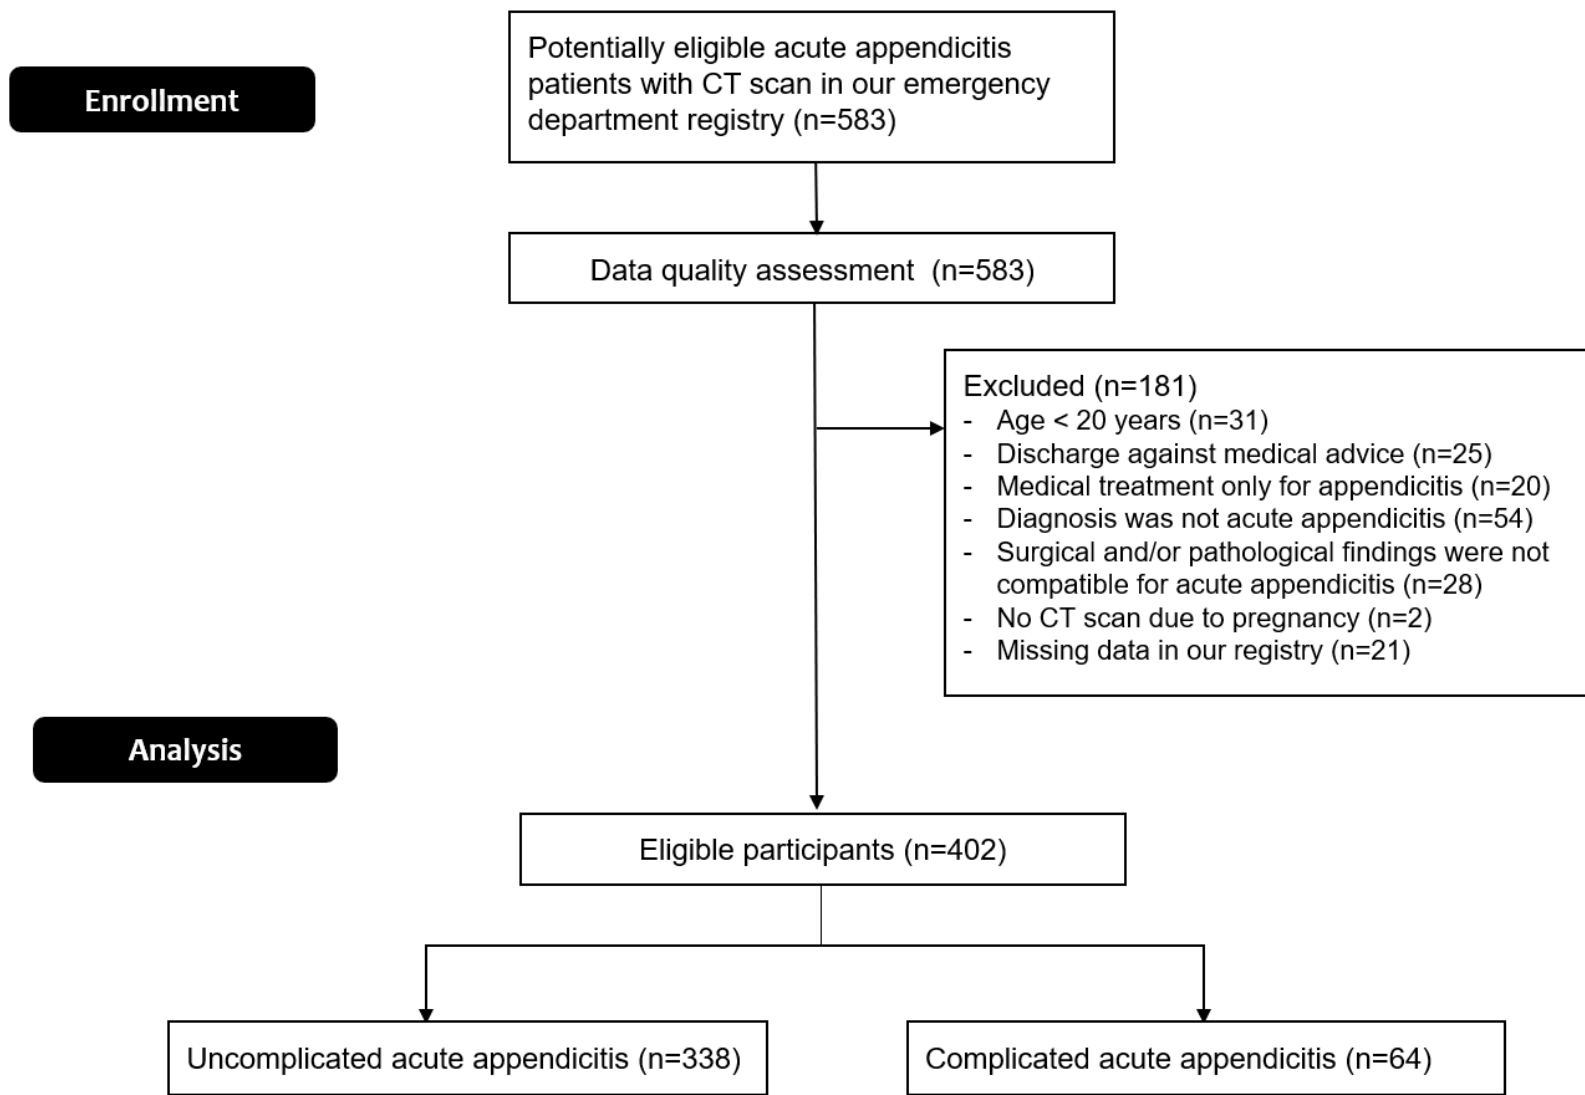 Enrollment
Potentially eligible acute appendicitis
patients with CT scan in our emergency
department registry (n=583)
Data quality assessment  (n=583)
Excluded (n=181)
- Age < 20 years (n=31)
- Discharge against medical advice (n=25)
- Medical treatment only for appendicitis (n=20)
- Diagnosis was not acute appendicitis (n=54)
- Surgical and/or pathological findings were not
compatible for acute appendicitis (n=28)
- No CT scan due to pregnancy (n=2)
- Missing data in our registry (n=21)
Analysis
Eligible participants (n=402)
Uncomplicated acute appendicitis (n=338)
Complicated acute appendicitis (n=64)